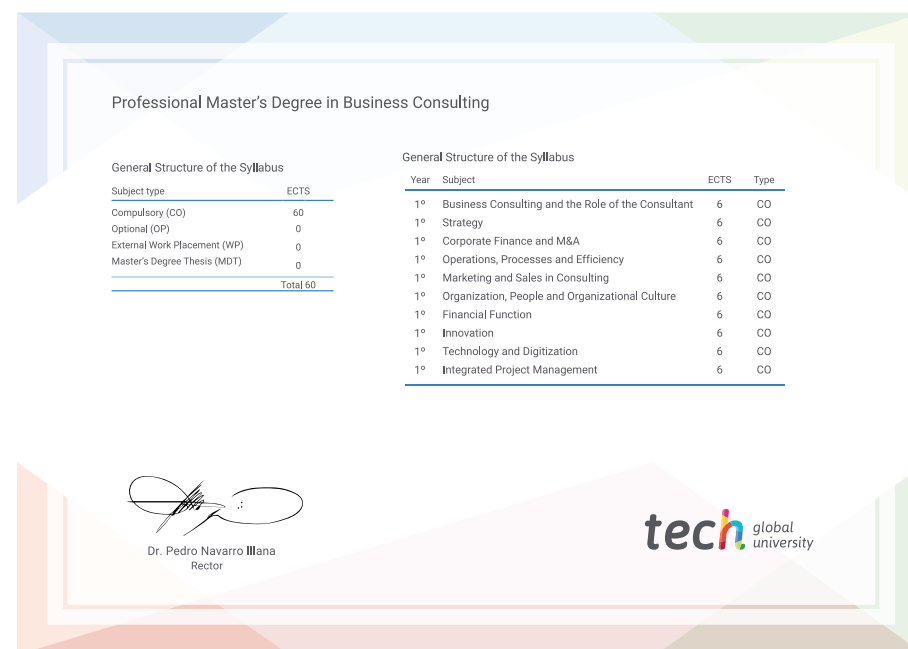 Professional Master's Degree in Business Consulting
General Structure of the Syllabus
Subject type ECTS
Compulsory (CO) 60
Optional (OP) 0
External Work Placement (WP) 0
Master's Degree Thesis (MDT) 0
Total 60
General Structure of the Syllabus
Year Subject ECTS Type
1º Business Consulting and the Role of the Consultant 6 CO
1º Strategy 6 CO
1º Corporate Finance and M&A 6 CO
1º Operations, Processes and Efficiency 6 CO
1º Marketing and Sales in Consulting 6 CO
1º Organization, People and Organizational Culture 6 CO
1º Financial Function 6 CO
1º Innovation 6 CO
1º Technology and Digitization 6 CO
1º Integrated Project Management 6 CO
Dr. Pedro Navarro Illana
Rector
tech global
university